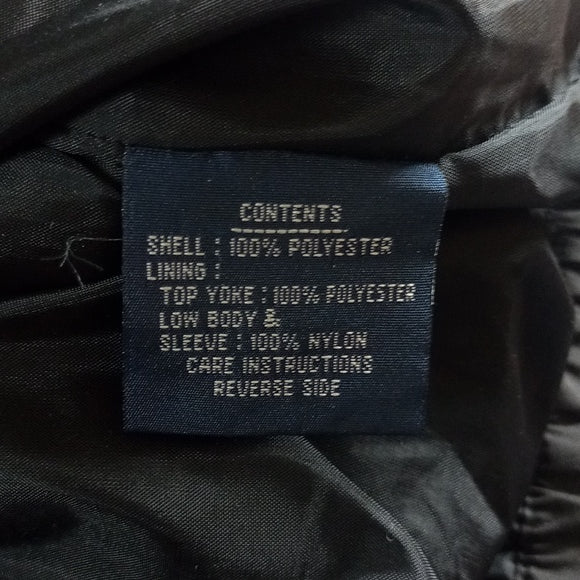 CONTENTS
SHELL : 100% POLYESTER
LINING :
TOP YOKE : 100% POLYESTER
LOW BODY &
SLEEVE : 100% NYLON
CARE INSTRUCTIONS
REVERSE SIDE